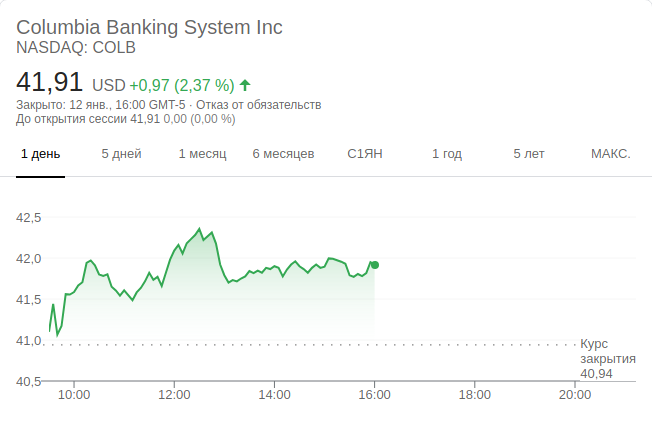 Columbia Banking System Inc
NASDAQ: COLB
41,91 USD +0,97 (2,37 %)
Закрыто: 12 янв., 16:00 GMT-5 · Отказ от обязательств
До открытия сессии 41,91 0,00 (0,00 %)
1 день 5 дней 1 месяц 6 месяцев С1ЯН 1 год 5 лет МАКС.
42,5
42,0
41,5
41,0
Курс
закрытия
40,94
40,5
10:00 12:00 14:00 16:00 18:00 20:00